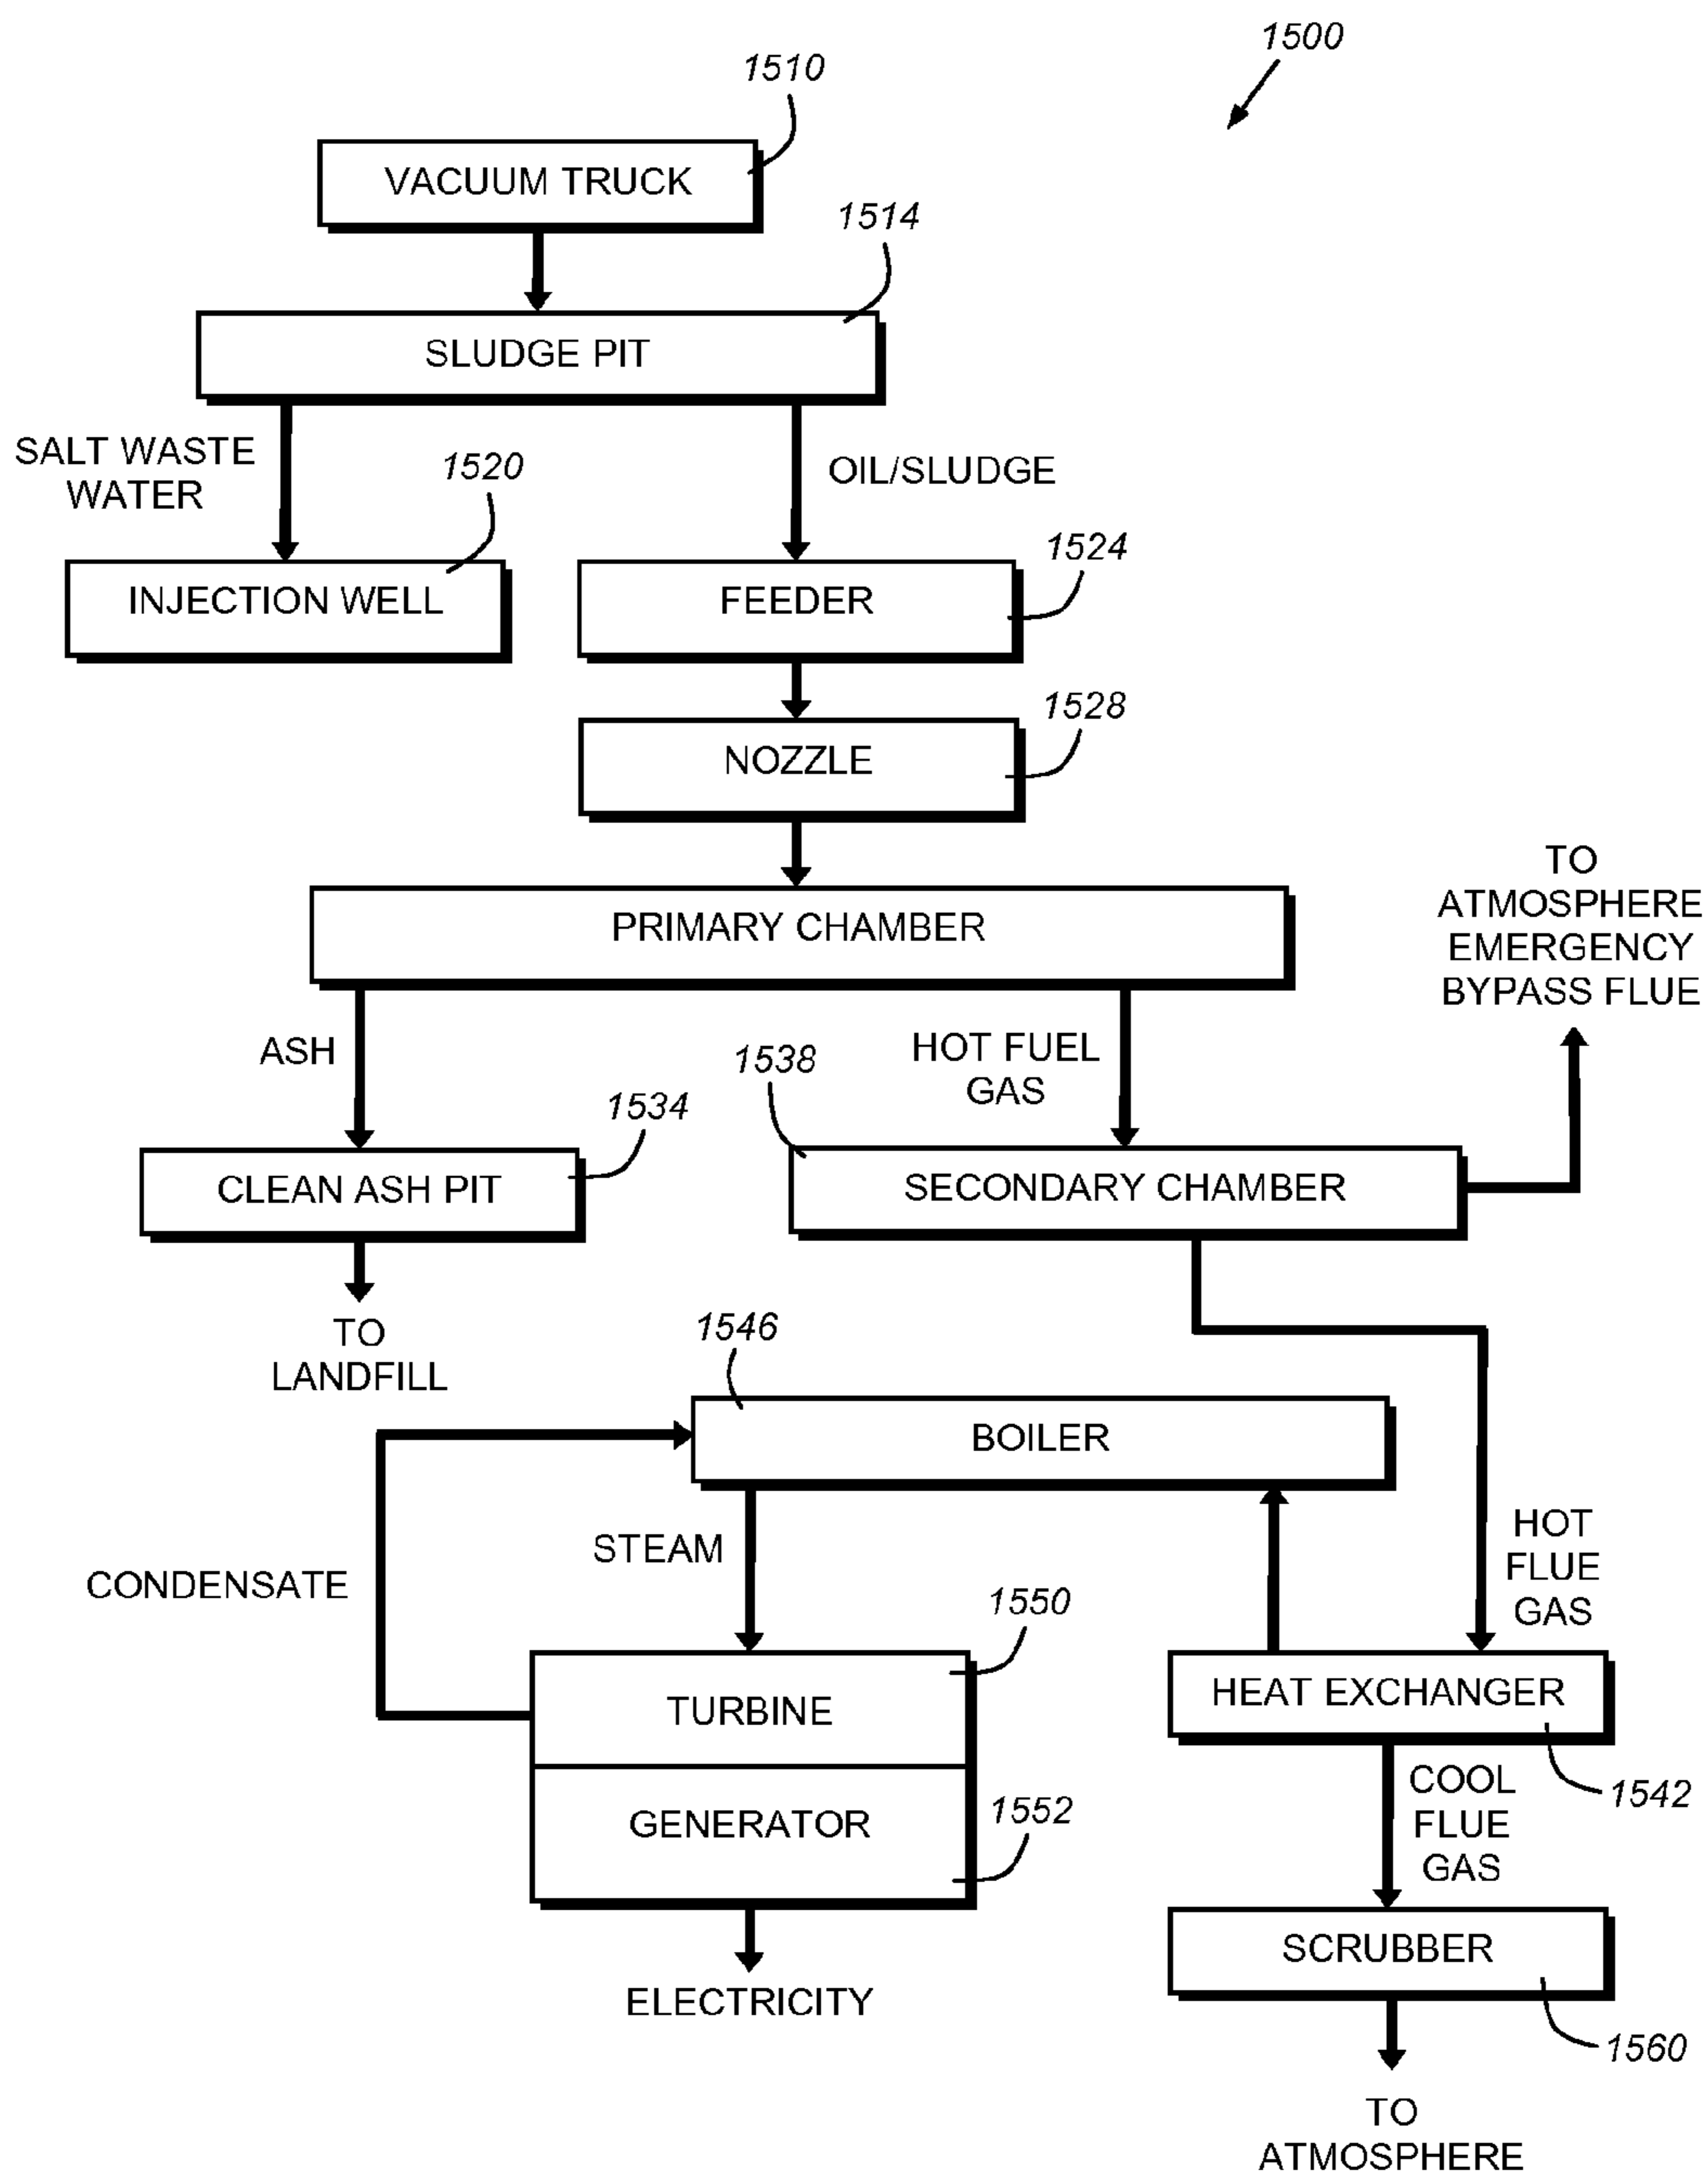 1500
1510
VACUUM TRUCK
1514
SLUDGE PIT
SALT WASTE
WATER
1520
OIL/SLUDGE
1524
INJECTION WELL
FEEDER
1528
NOZZLE
PRIMARY CHAMBER
TO
ATMOSPHERE
EMERGENCY
BYPASS FLUE
ASH
HOT FUEL
GAS
1538
1534
CLEAN ASH PIT
SECONDARY CHAMBER
TO
LANDFILL
1546
BOILER
CONDENSATE
STEAM
HOT
FLUE
GAS
1550
TURBINE
HEAT EXCHANGER
1542
1552
GENERATOR
COOL
FLUE
GAS
ELECTRICITY
SCRUBBER
1560
TO
ATMOSPHERE